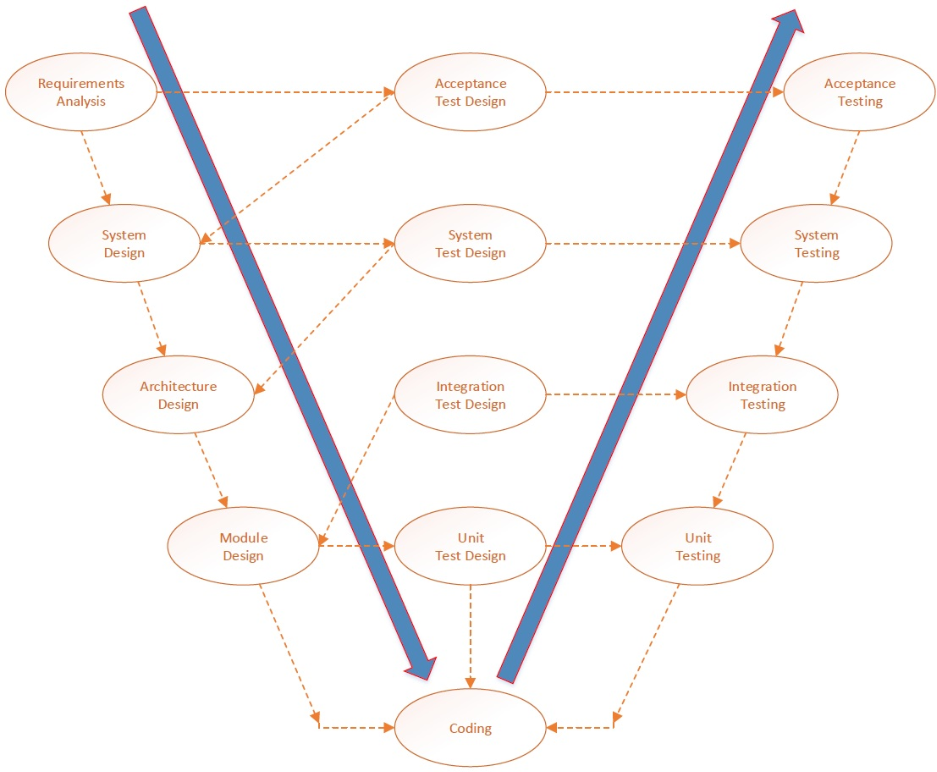 Requirements
Analysis
Acceptance
Test Design
Acceptance
Testing
System
Design
System
Test Design
System
Testing
Architecture
Design
Integration
Test Design
Integration
Testing
Module
Design
Unit
Test Design
Unit
Testing
Coding